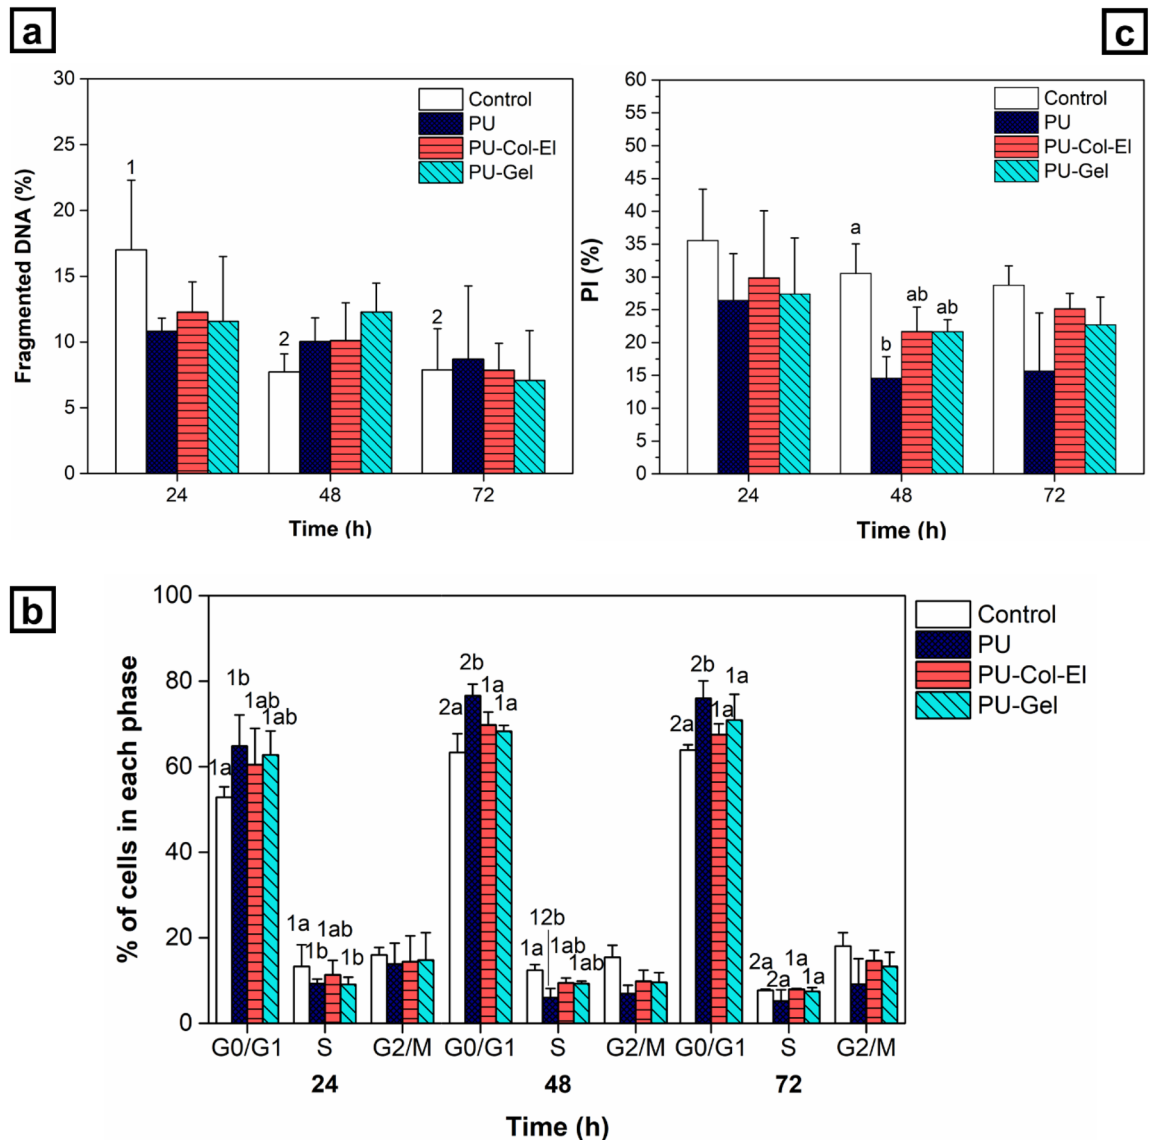 a
30
25
20
15
10
5
0
Fragmented DNA (%)
Control
PU
PU-Col-El
PU-Gel
1
2
2
24 48 72
Time (h)
c
60
55
50
45
40
35
30
25
20
15
10
5
0
PI (%)
Control
PU
PU-Col-El
PU-Gel
a
b
ab
ab
24 48 72
Time (h)
b
100
80
60
40
20
0
% of cells in each phase
Control
PU
PU-Col-El
PU-Gel
1a
1b
1ab
1ab
1a
1b
1ab
1b
2a
2b
1a
1a
1a
12b
1ab
1ab
2a
2b
1a
1a
2a
2a
1a
1a
G0/G1 S G2/M G0/G1 S G2/M G0/G1 S G2/M
24 48 72
Time (h)